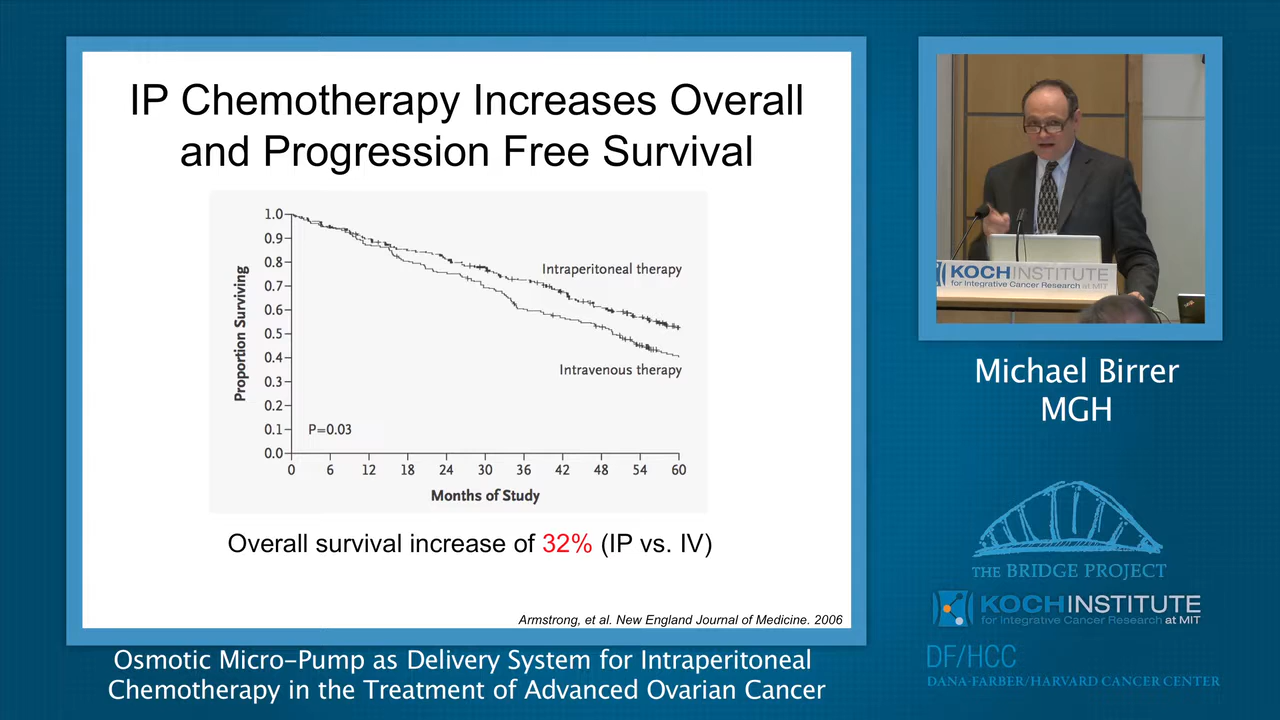 IP Chemotherapy Increases Overall
and Progression Free Survival
Proportion Surviving
1.0
0.9
0.8
0.7
0.6
0.5
0.4
0.3
0.2
0.1
0.0
Intraperitoneal therapy
Intravenous therapy
P=0.03
0 6 12 18 24 30 36 42 48 54 60
Months of Study
Overall survival increase of 32% (IP vs. IV)
Armstrong, et al. New England Journal of Medicine. 2006
Osmotic Micro-Pump as Delivery System for Intraperitoneal
Chemotherapy in the Treatment of Advanced Ovarian Cancer
KOCH INSTITUTE
for Integrative Cancer Research at MIT
Michael Birrer
MGH
THE BRIDGE PROJECT
KOCH INSTITUTE
for Integrative Cancer Research at MIT
DF/HCC
DANA-FARBER/HARVARD CANCER CENTER